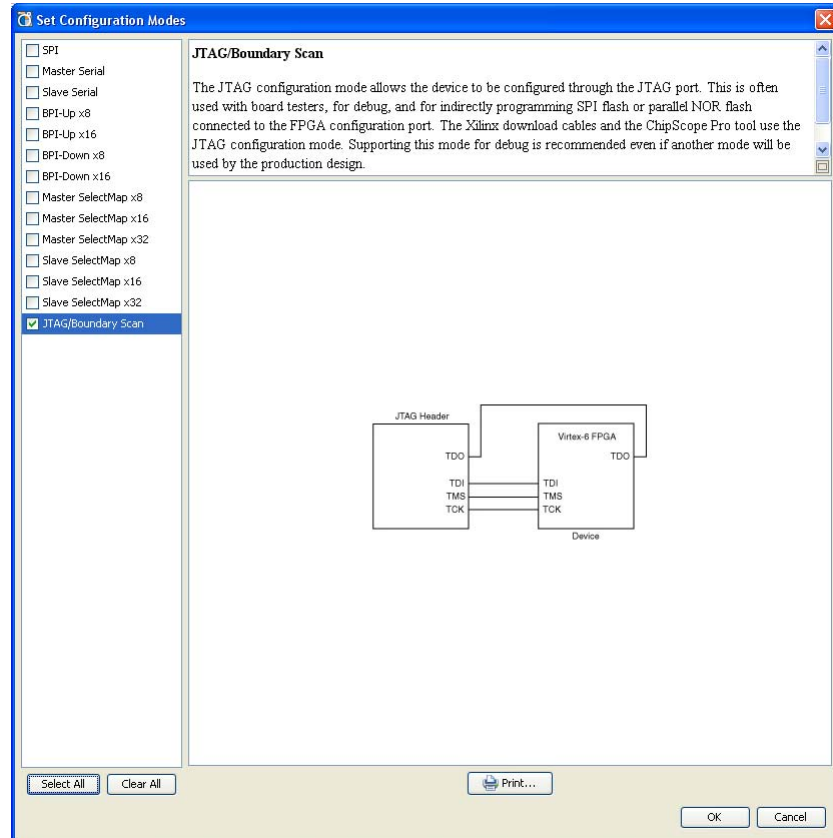 Set Configuration Modes
SPI
Master Serial
Slave Serial
BPI-Up x8
BPI-Up x16
BPI-Down x8
BPI-Down x16
Master SelectMap x8
Master SelectMap x16
Master SelectMap x32
Slave SelectMap x8
Slave SelectMap x16
Slave SelectMap x32
JTAG/Boundary Scan
JTAG/Boundary Scan
The JTAG configuration mode allows the device to be configured through the JTAG port. This is often
used with board testers, for debug, and for indirectly programming SPI flash or parallel NOR flash
connected to the FPGA configuration port. The Xilinx download cables and the ChipScope Pro tool use the
JTAG configuration mode. Supporting this mode for debug is recommended even if another mode will be
used by the production design.
JTAG Header
TDO
TDI
TMS
TCK
Virtex-6 FPGA
TDO
TDI
TMS
TCK
Device
Select All
Clear All
Print...
OK
Cancel